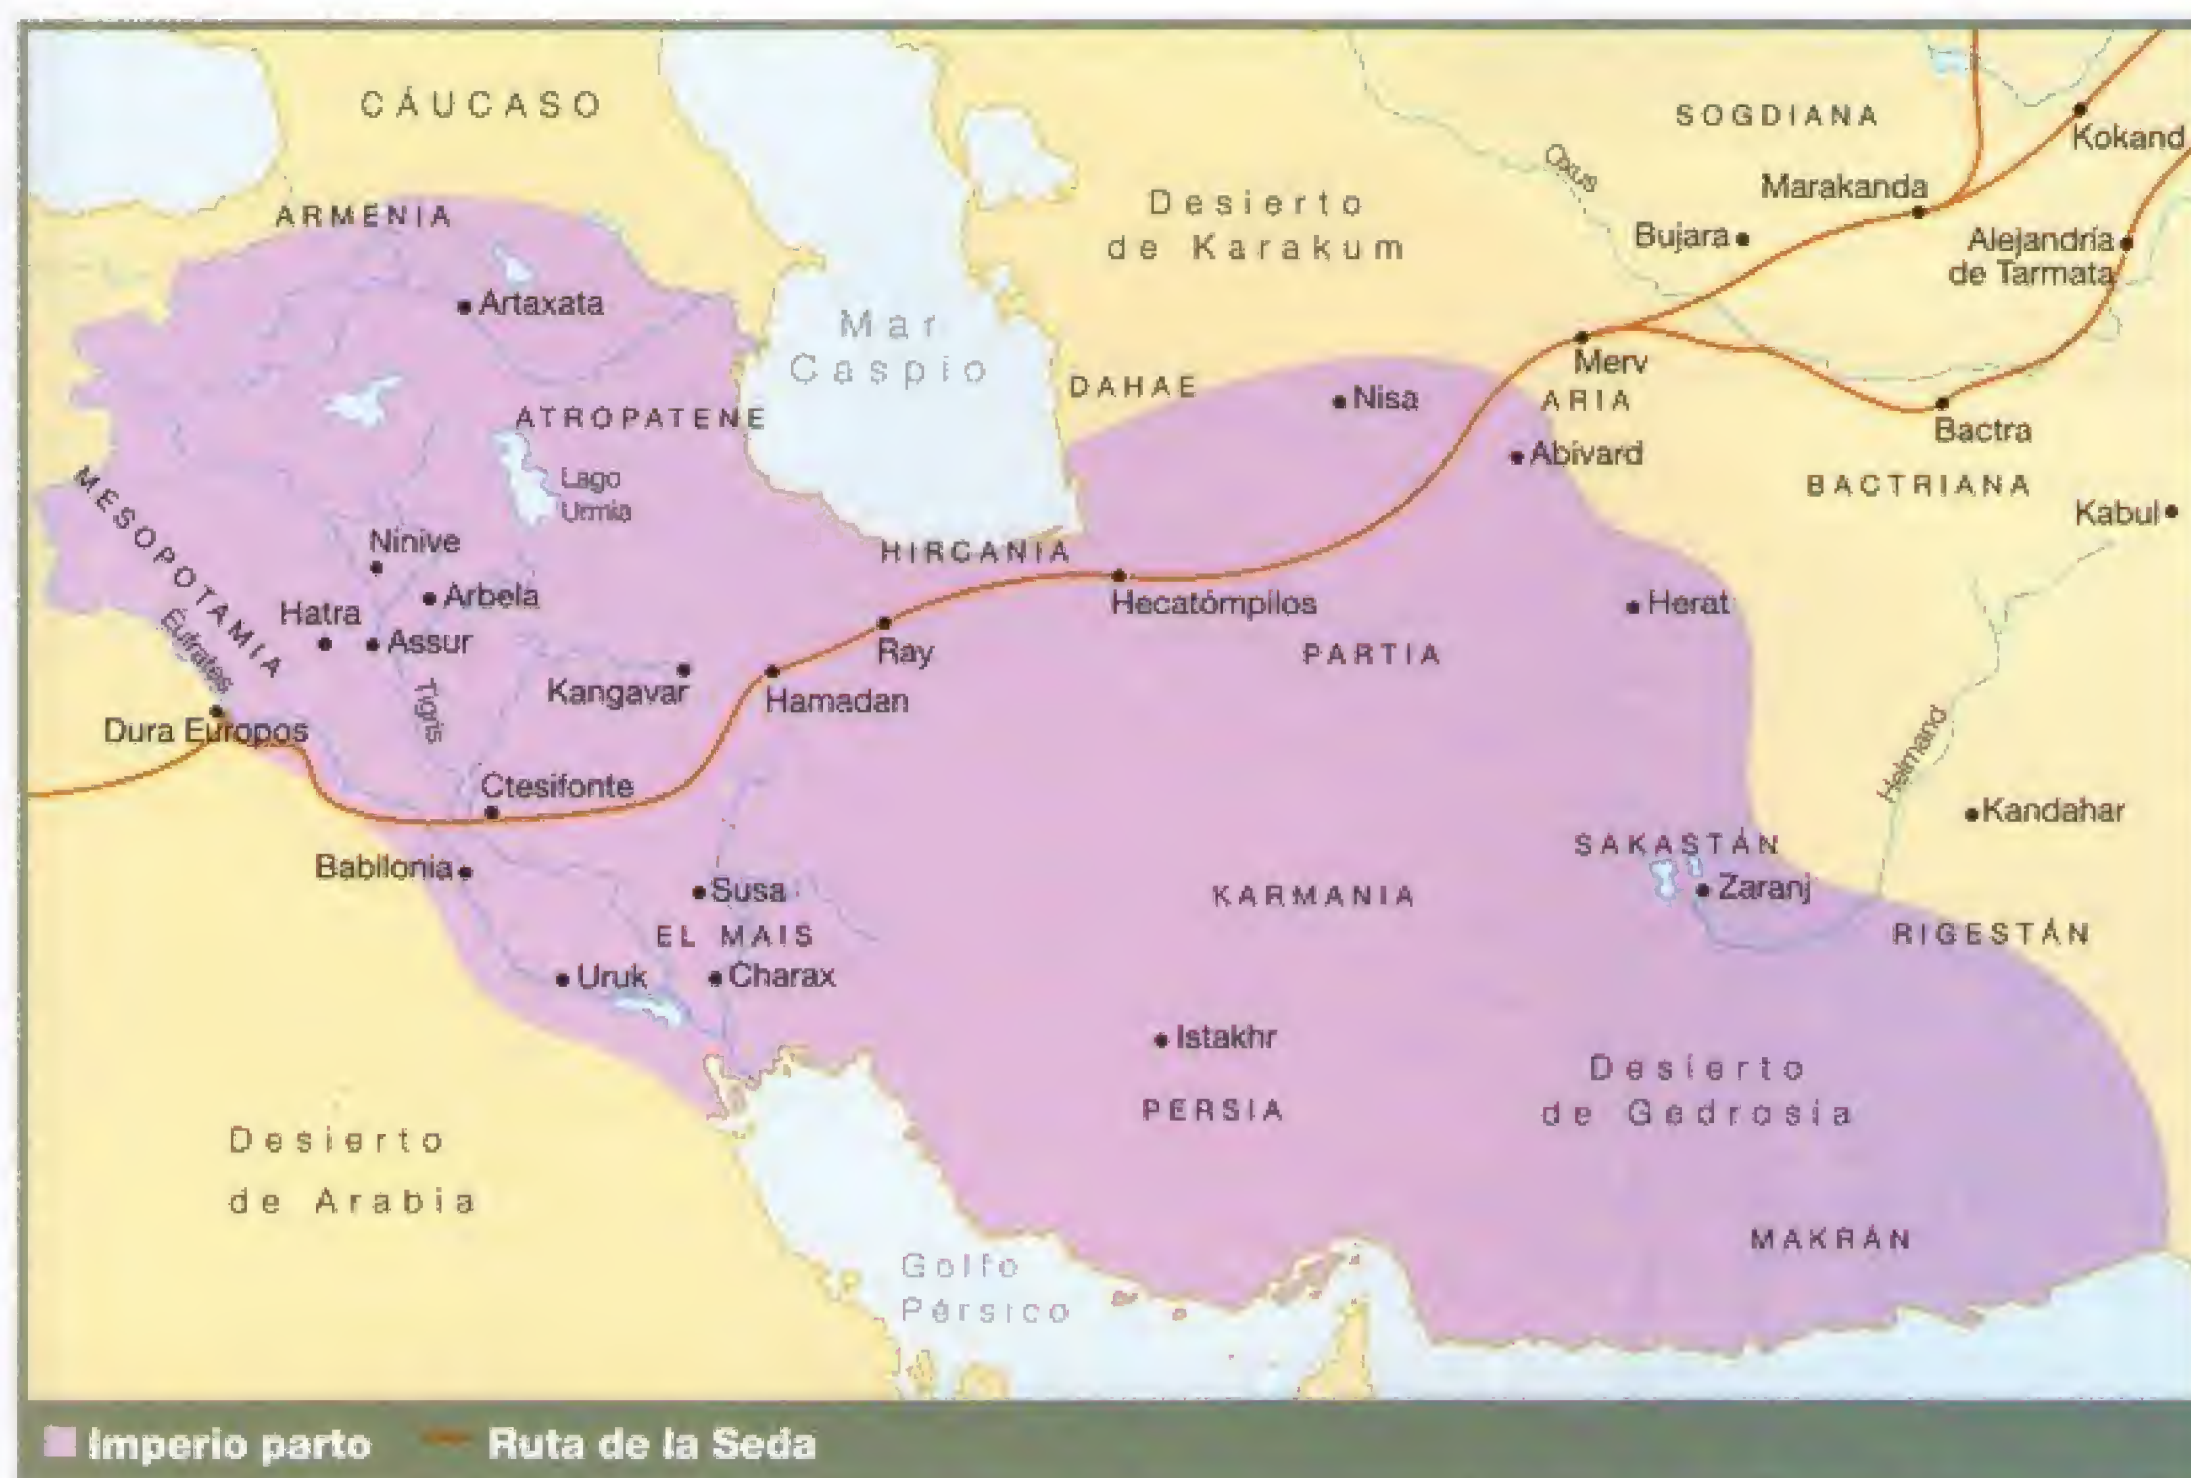 CÁUCASO
SOGDIANA
Kokand
Oxus
Marakanda
ARMENIA
Desierto
de Karakum
Bujara
Alejandría
de Tarmata
Artaxata
Mar
Caspio
Merv
DAHAE
Nisa
ARIA
ATROPATENE
Bactra
Abivard
Lago
Urmia
BACTRIANA
MESOPOTAMIA
Kabul
Nínive
HIRCANIA
Arbela
Hatra
Hecatómpilos
Herat
Éufrates
Assur
Ray
PARTIA
Kangavar
Hamadan
Tigris
Dura Europos
Helmand
Ctesifonte
Kandahar
SAKASTÁN
Babilonia
Susa
KARMANIA
Zaranj
EL MAIS
RIGESTÁN
Uruk
Charax
Istakhr
Desierto
de Gedrosia
PERSIA
Desierto
de Arabia
MAKRÁN
Golfo
Pérsico
Imperio parto
Ruta de la Seda